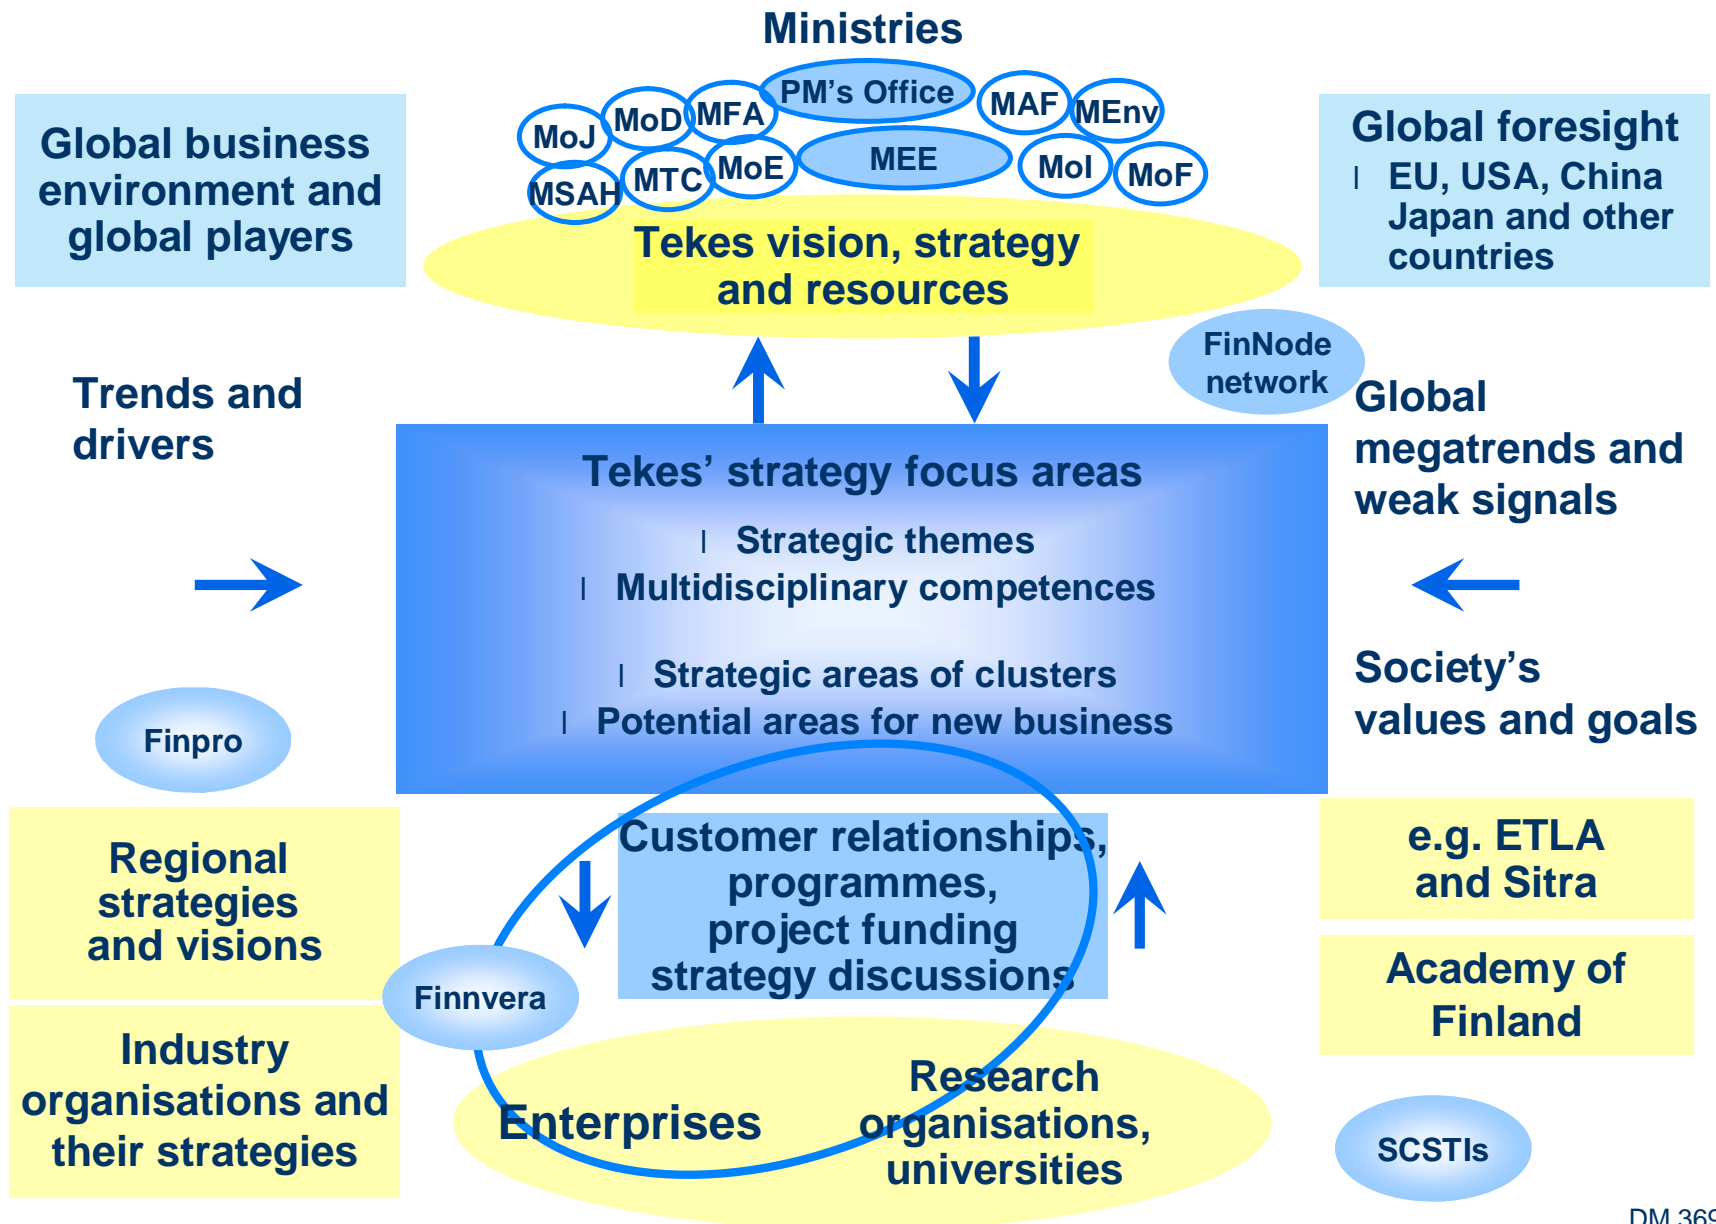 Ministries
PM's Office
MAF
MEnv
MFA
MoD
MoJ
MEE
MoE
MTC
MSAH
MoI
MoF
Global business
environment and
global players
Global foresight
l EU, USA, China
Japan and other
countries
Tekes vision, strategy
and resources
FinNode
network
Trends and
drivers
Global
megatrends and
weak signals
Tekes’ strategy focus areas
l Strategic themes
l Multidisciplinary competences
l Strategic areas of clusters
l Potential areas for new business
Society's
values and goals
Finpro
Regional
strategies
and visions
Customer relationships,
programmes,
project funding
strategy discussions
e.g. ETLA
and Sitra
Academy of
Finland
Finnvera
Industry
organisations and
their strategies
Enterprises
Research
organisations,
universities
SCSTIs
DM 369